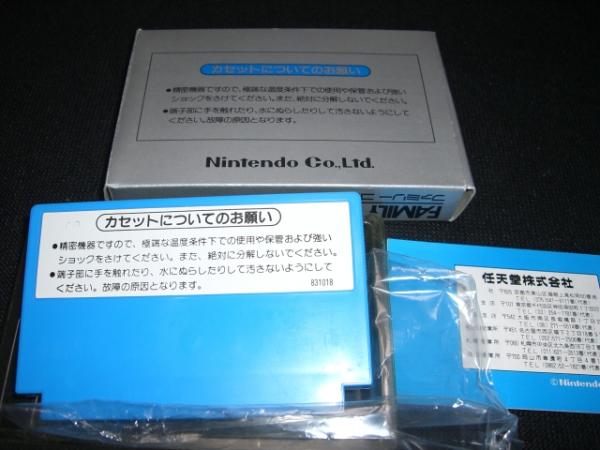 カセットについてのお願い
●精密機器ですので、極端な温度条件下での使用や保管および強い
ショックをさけてください。また、絶対に分解しないでください。
●端子部に手を触れたり、水にぬらしたりして汚さないようにして
ください。故障の原因となります。
Nintendo Co.,Ltd.
FAMILY
ファミリー
カセットについてのお願い
●精密機器ですので、極端な温度条件下での使用や保管および強い
ショックをさけてください。また、絶対に分解しないでください。
●端子部に手を触れたり、水にぬらしたりして汚さないようにして
ください。故障の原因となります。
831018
任天堂株式会社
©Nintendo